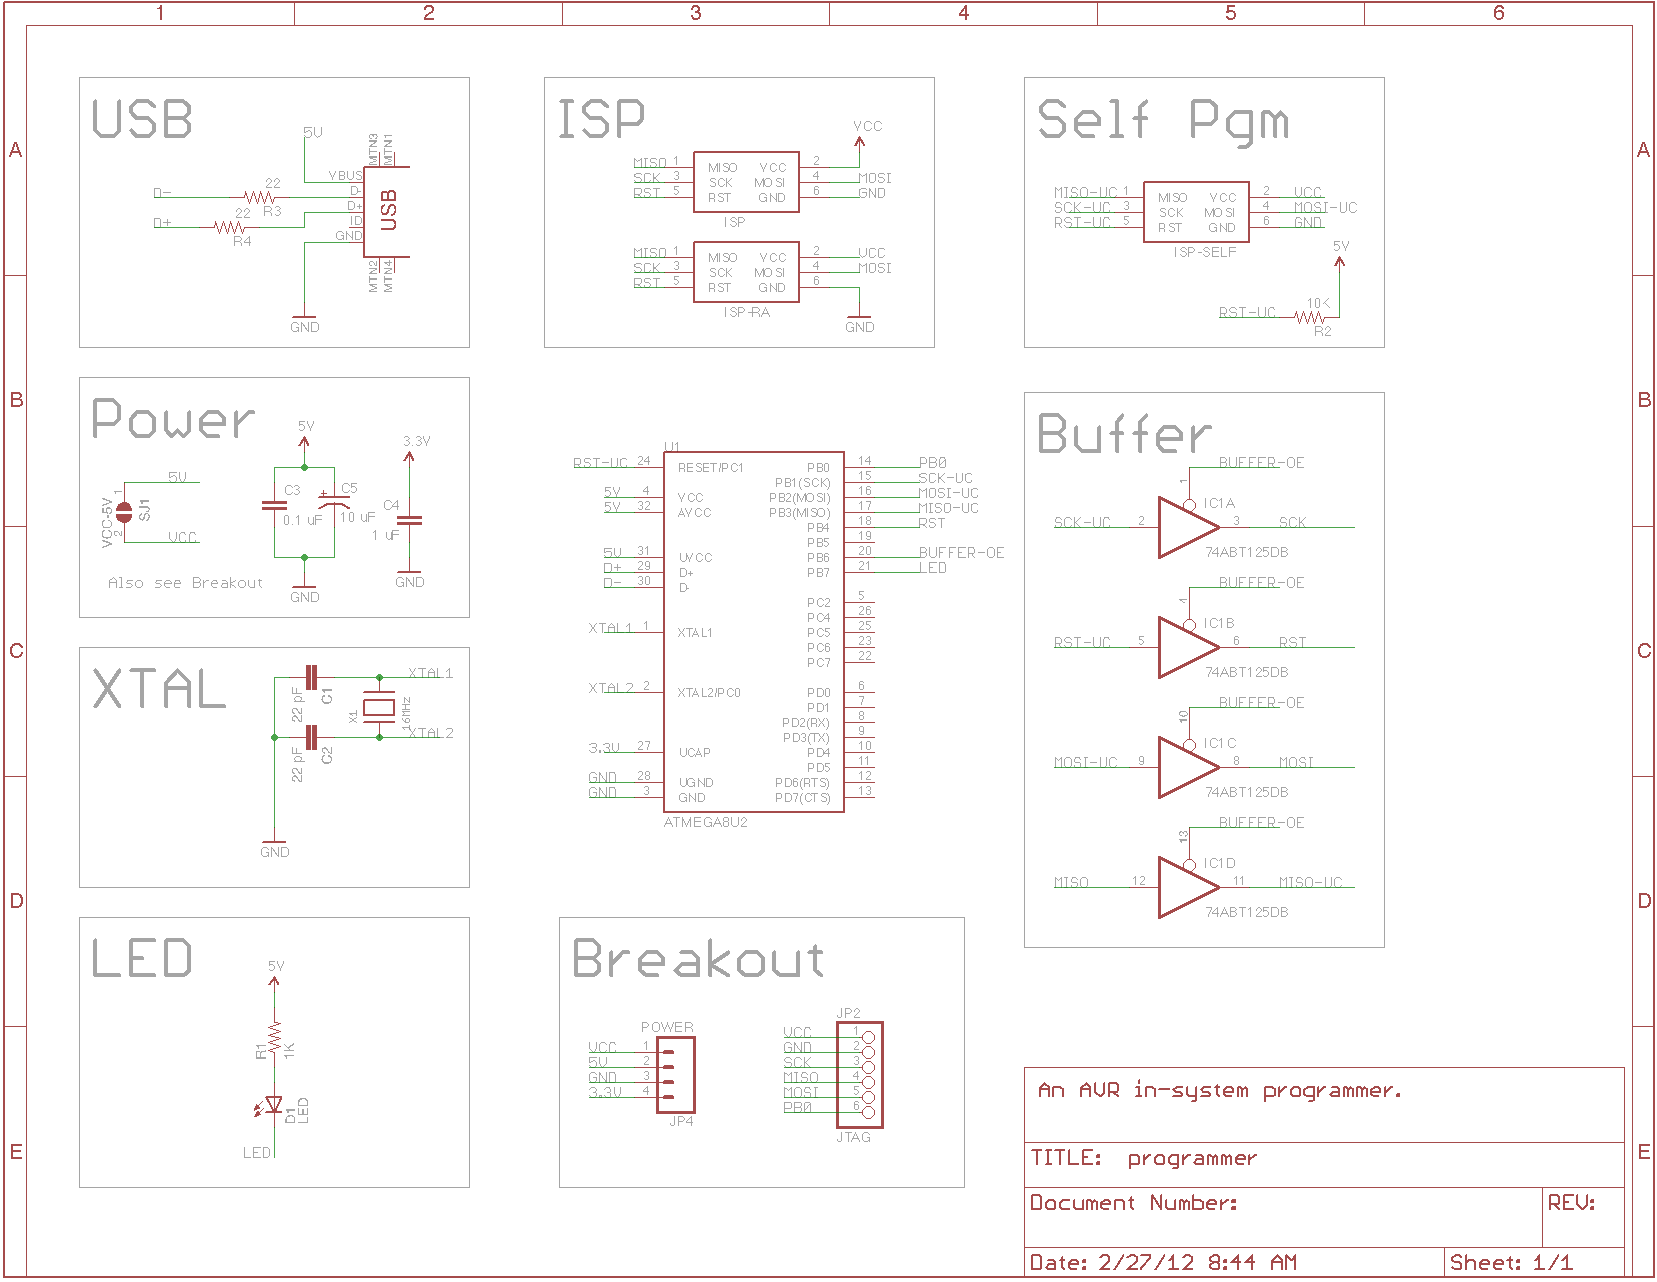 1 2 3 4 5 6
A A
B B
C C
D D
E E
USB
5V
MTN3
MTN1
VBUS
D-
D+
ID
GND
USB
MTN2
MTN4
D- 22 R3
D+ 22 R4
GND
ISP
VCC
MISO 1 MISO VCC 2
SCK 3 SCK MOSI 4 MOSI
RST 5 RST GND 6 GND
ISP
MISO 1 MISO VCC 2 VCC
SCK 3 SCK MOSI 4 MOSI
RST 5 RST GND 6
ISP-RA
GND
Self Pgm
MISO-UC 1 MISO VCC 2 VCC
SCK-UC 3 SCK MOSI 4 MOSI-UC
RST-UC 5 RST GND 6 GND
ISP-SELF
5V
10K
RST-UC
R2
Power
5V
1
VCC-5V
SJ1
2
VCC
Also see Breakout
5V
C3
0.1 uF
+
C5
10 uF
GND
3.3V
C4
1 uF
GND
U1
RST-UC 24 RESET/PC1
5V 4 VCC
5V 32 AVCC
5V 31 UVCC
D+ 29 D+
D- 30 D-
XTAL1 1 XTAL1
XTAL2 2 XTAL2/PC0
3.3V 27 UCAP
GND 28 UGND
GND 3 GND
PB0 14 PB0
PB1(SCK) 15 SCK-UC
PB2(MOSI) 16 MOSI-UC
PB3(MISO) 17 MISO-UC
PB4 18 RST
PB5 19
PB6 20 BUFFER-OE
PB7 21 LED
PC2 5
PC4 26
PC5 25
PC6 23
PC7 22
PD0 6
PD1 7
PD2(RX) 8
PD3(TX) 9
PD4 10
PD5 11
PD6(RTS) 12
PD7(CTS) 13
ATMEGA8U2
Buffer
BUFFER-OE
1
IC1A
SCK-UC 2 3 SCK
74ABT125DB
BUFFER-OE
4
IC1B
RST-UC 5 6 RST
74ABT125DB
BUFFER-OE
10
IC1C
MOSI-UC 9 8 MOSI
74ABT125DB
BUFFER-OE
13
IC1D
MISO 12 11 MISO-UC
74ABT125DB
XTAL
22 pF
C1
XTAL1
X1
16MHz
22 pF
C2
XTAL2
GND
LED
5V
R1
1K
D1
LED
LED
Breakout
POWER
VCC 1
5V 2
GND 3
3.3V 4
JP4
JP2
VCC 1
GND 2
SCK 3
MISO 4
MOSI 5
PB0 6
JTAG
An AVR in-system programmer.
TITLE: programmer
Document Number: REV:
Date: 2/27/12 8:44 AM Sheet: 1/1
1 2 3 4 5 6